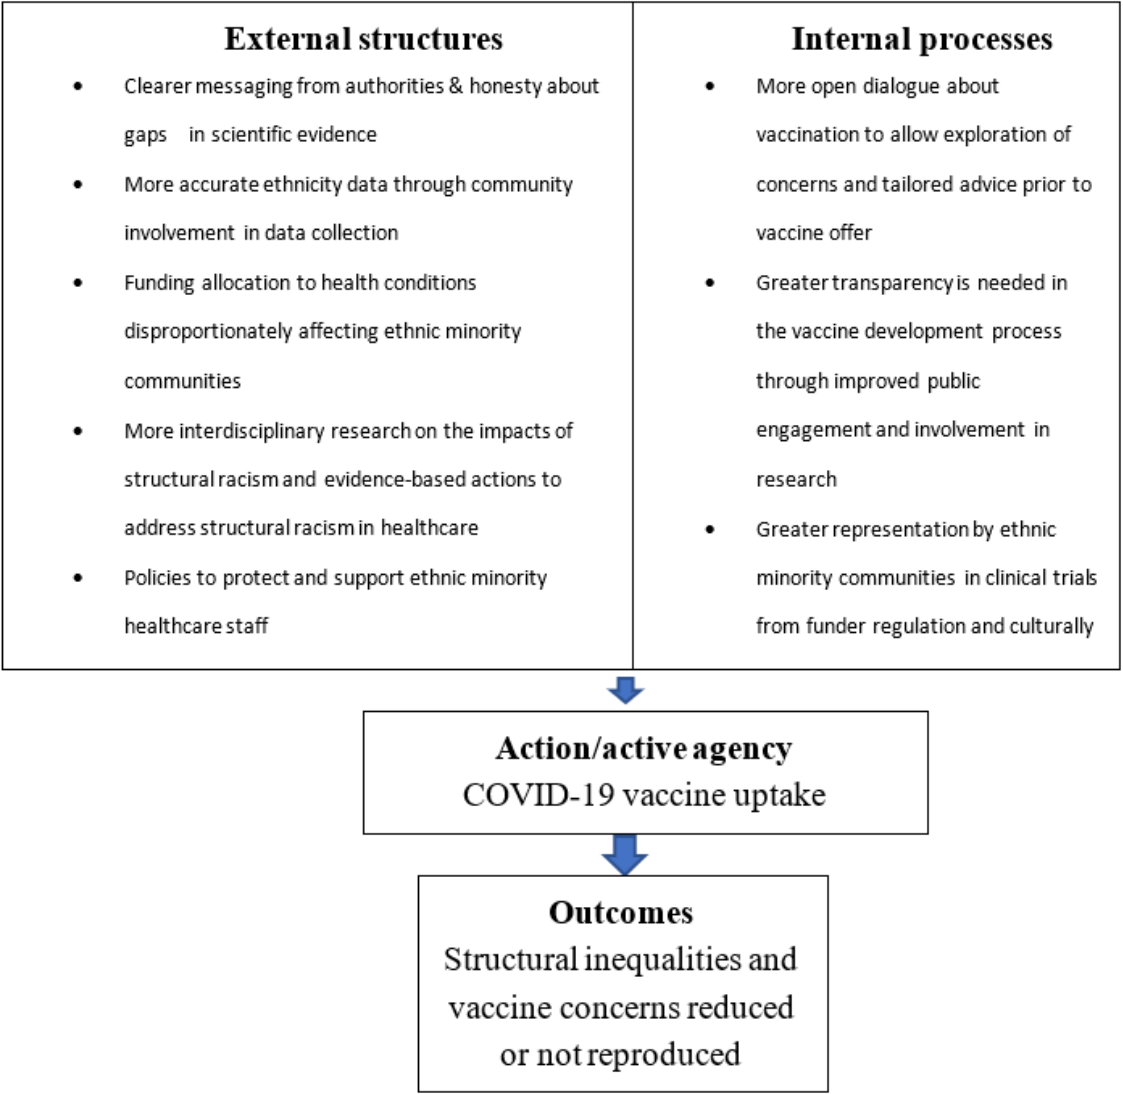 External structures
• Clearer messaging from authorities & honesty about
gaps in scientific evidence
• More accurate ethnicity data through community
involvement in data collection
• Funding allocation to health conditions
disproportionately affecting ethnic minority
communities
• More interdisciplinary research on the impacts of
structural racism and evidence-based actions to
address structural racism in healthcare
• Policies to protect and support ethnic minority
healthcare staff
Internal processes
• More open dialogue about
vaccination to allow exploration of
concerns and tailored advice prior to
vaccine offer
• Greater transparency is needed in
the vaccine development process
through improved public
engagement and involvement in
research
• Greater representation by ethnic
minority communities in clinical trials
from funder regulation and culturally
Action/active agency
COVID-19 vaccine uptake
Outcomes
Structural inequalities and
vaccine concerns reduced
or not reproduced